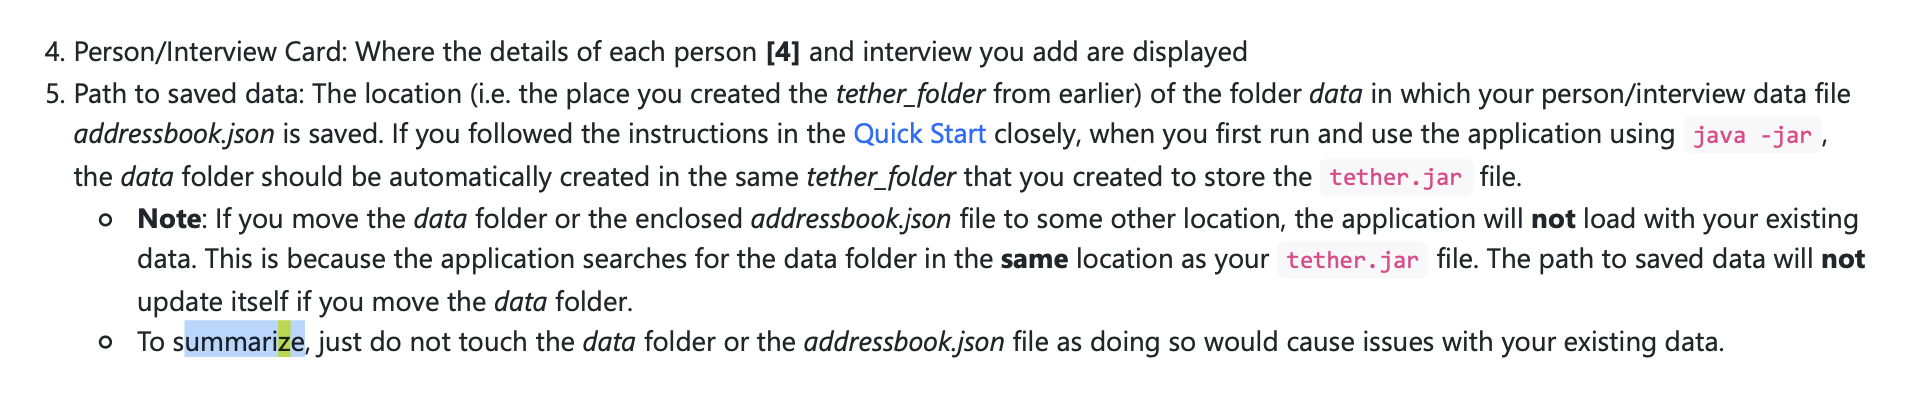 4. Person/Interview Card: Where the details of each person [4] and interview you add are displayed
5. Path to saved data: The location (i.e. the place you created the tether_folder from earlier) of the folder data in which your person/interview data file
addressbook.json is saved. If you followed the instructions in the Quick Start closely, when you first run and use the application using java -jar,
the data folder should be automatically created in the same tether_folder that you created to store the tether.jar file.
Note: If you move the data folder or the enclosed addressbook.json file to some other location, the application will not load with your existing
data. This is because the application searches for the data folder in the same location as your tether.jar file. The path to saved data will not
update itself if you move the data folder.
To summarize, just do not touch the data folder or the addressbook.json file as doing so would cause issues with your existing data.